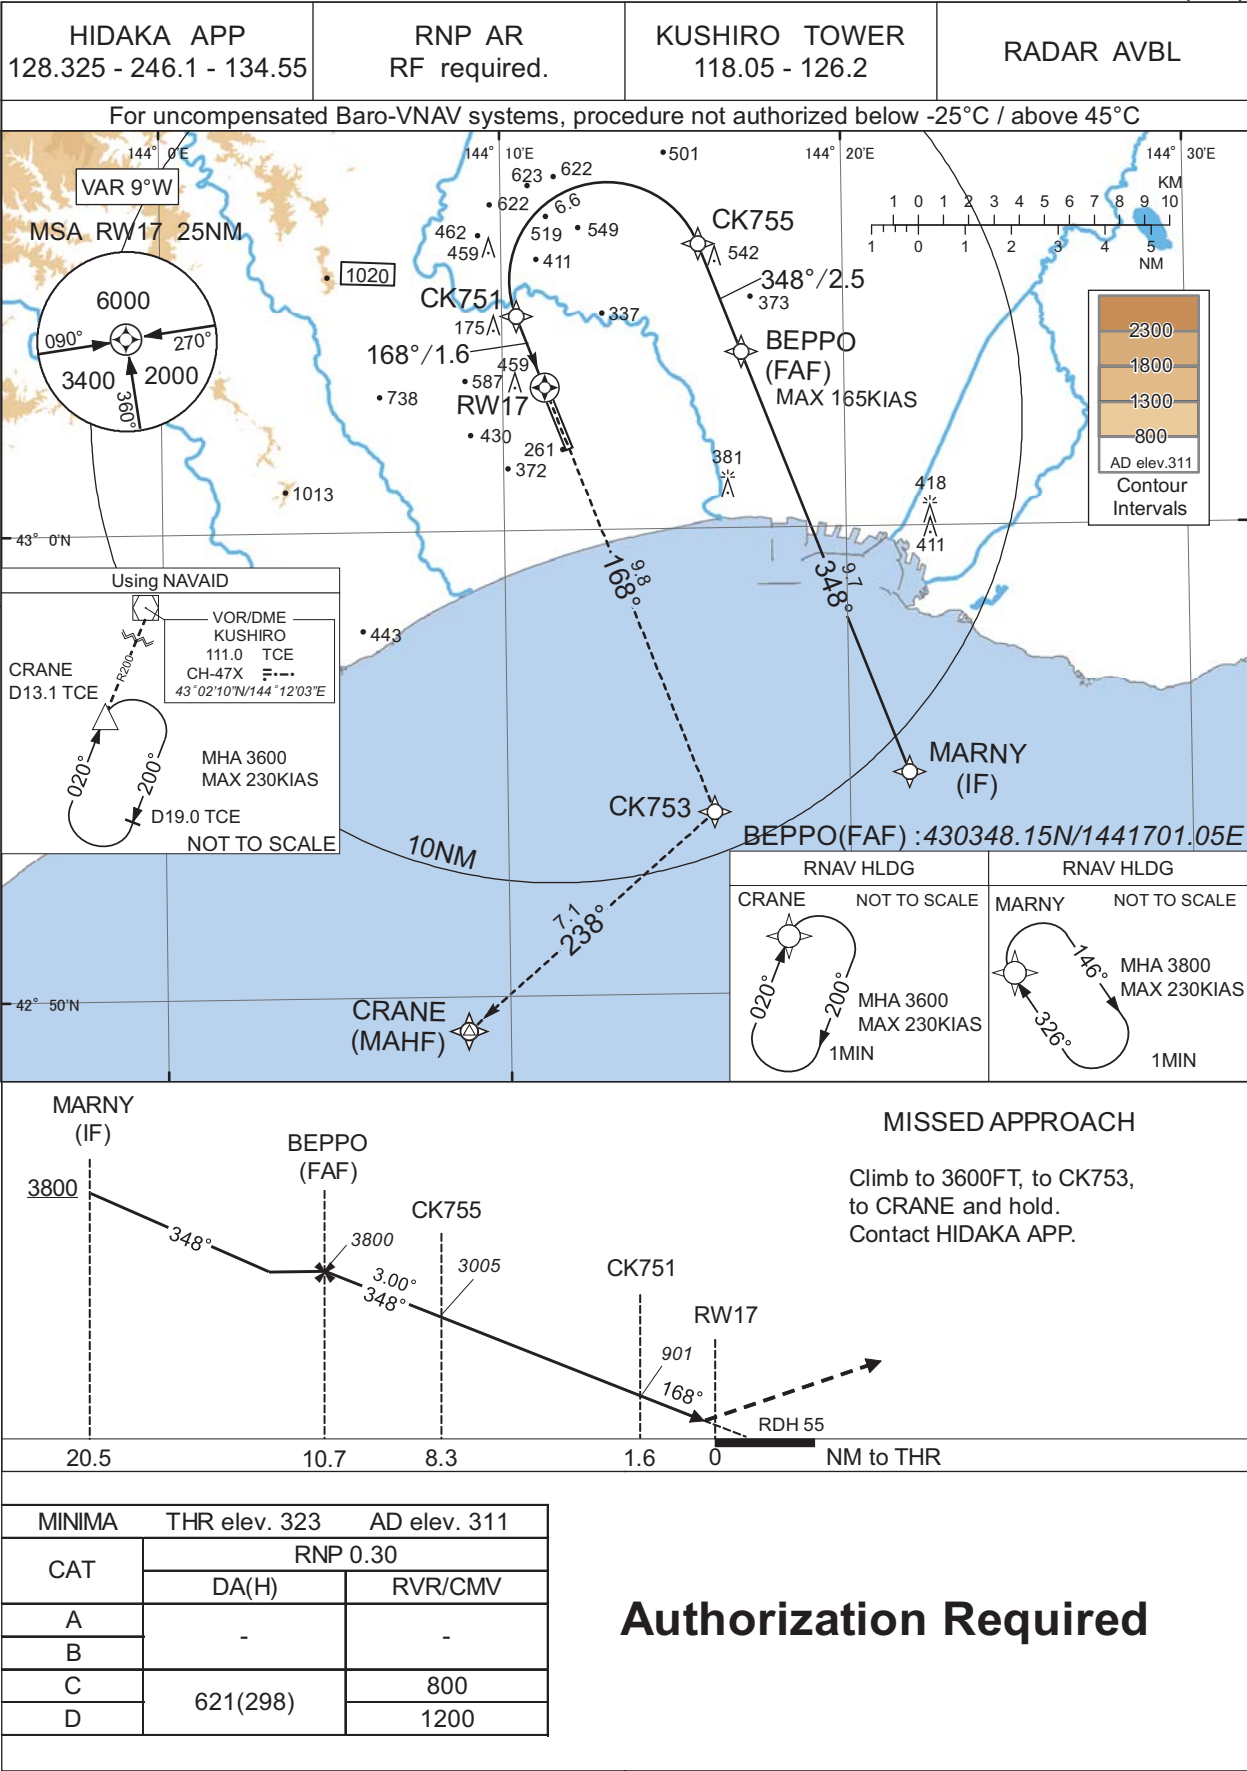 HIDAKA APP
128.325 - 246.1 - 134.55
RNP AR
RF required.
KUSHIRO TOWER
118.05 - 126.2
RADAR AVBL
For uncompensated Baro-VNAV systems, procedure not authorized below -25°C / above 45°C
144° 0'E
144° 10'E
144° 20'E
144° 30'E
VAR 9°W
MSA RW17 25NM
6000
090°
270°
3400
2000
360°
1020
501
622
623
622
6.6
519
549
462
459
411
CK755
542
348°/2.5
373
CK751
175
337
168°/1.6
459
587
RW17
738
430
261
372
1013
BEPPO
(FAF)
MAX 165KIAS
381
418
411
KM
1 0 1 2 3 4 5 6 7 8 9 10
1 0 1 2 3 4 5
NM
2300
1800
1300
800
AD elev.311
Contour
Intervals
43° 0'N
9.8
168°
9.7
348°
443
Using NAVAID
VOR/DME
KUSHIRO
111.0 TCE
CH-47X
43°02'10"N/144°12'03"E
R200
CRANE
D13.1 TCE
020°
200°
MHA 3600
MAX 230KIAS
D19.0 TCE
NOT TO SCALE
MARNY
(IF)
CK753
10NM
BEPPO(FAF) :430348.15N/1441701.05E
7.1
238°
42° 50'N
CRANE
(MAHF)
RNAV HLDG
CRANE
NOT TO SCALE
020°
200°
MHA 3600
MAX 230KIAS
1MIN
RNAV HLDG
MARNY
NOT TO SCALE
146°
326°
MHA 3800
MAX 230KIAS
1MIN
MARNY
(IF)
3800
348°
BEPPO
(FAF)
3800
3.00°
348°
CK755
3005
CK751
901
168°
RW17
RDH 55
20.5
10.7
8.3
1.6
0
NM to THR
MISSED APPROACH
Climb to 3600FT, to CK753,
to CRANE and hold.
Contact HIDAKA APP.
MINIMA THR elev. 323 AD elev. 311
CAT
RNP 0.30
DA(H)
RVR/CMV
A
B
-
-
C
D
621(298)
800
1200
Authorization Required